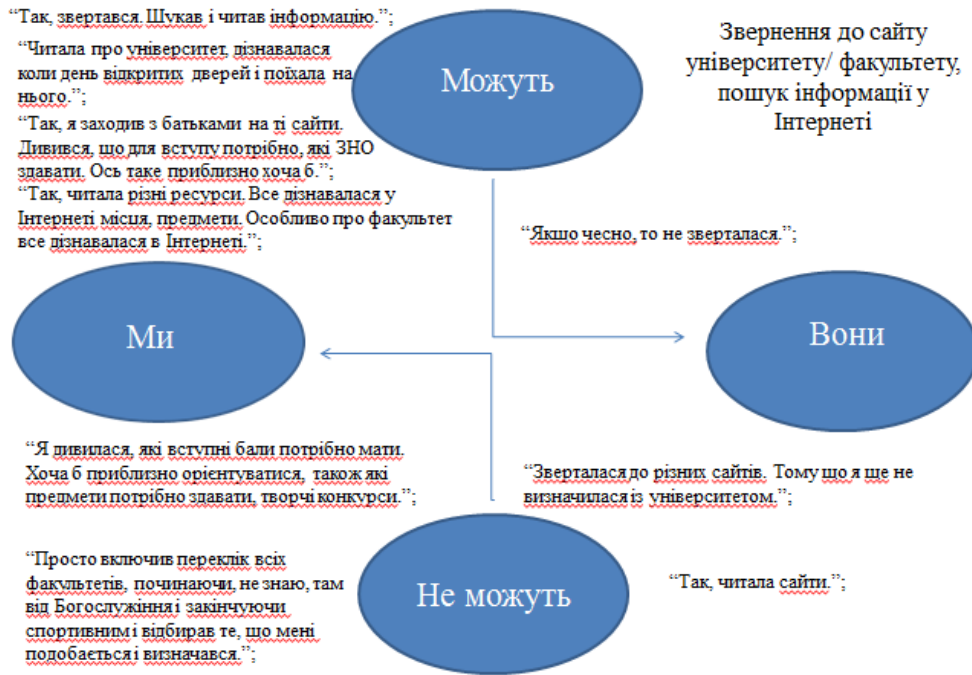 “Так, звертався. Шукав і читав інформацію.”;
“Читала про університет, дізнавалася
коли день відкритих дверей і поїхала на
нього.”;
“Так, я заходив з батьками на ті сайти.
Дивився, що для вступу потрібно, які ЗНО
здавати. Ось таке приблизно хоча б.”;
“Так, читала різні ресурси. Все дізнавалася у
Інтернеті місця, предмети. Особливо про факультет
все дізнавалася в Інтернеті.”;
Можуть
Звернення до сайту
університету/ факультету,
пошук інформації у
Інтернеті
“Якшо чесно, то не зверталася.”;
Ми
Вони
“Я дивилася, які вступні бали потрібно мати.
Хоча б приблизно орієнтуватися, також які
предмети потрібно здавати, творчі конкурси.”;
“Зверталася до різних сайтів. Тому що я ще не
визначилася із університетом.”;
“Просто включив переклік всіх
факультетів, починаючи, не знаю, там
від Богослужіння і закінчуючи
спортивним і відбирав те, що мені
подобається і визначався.”;
Не можуть
“Так, читала сайти.”;